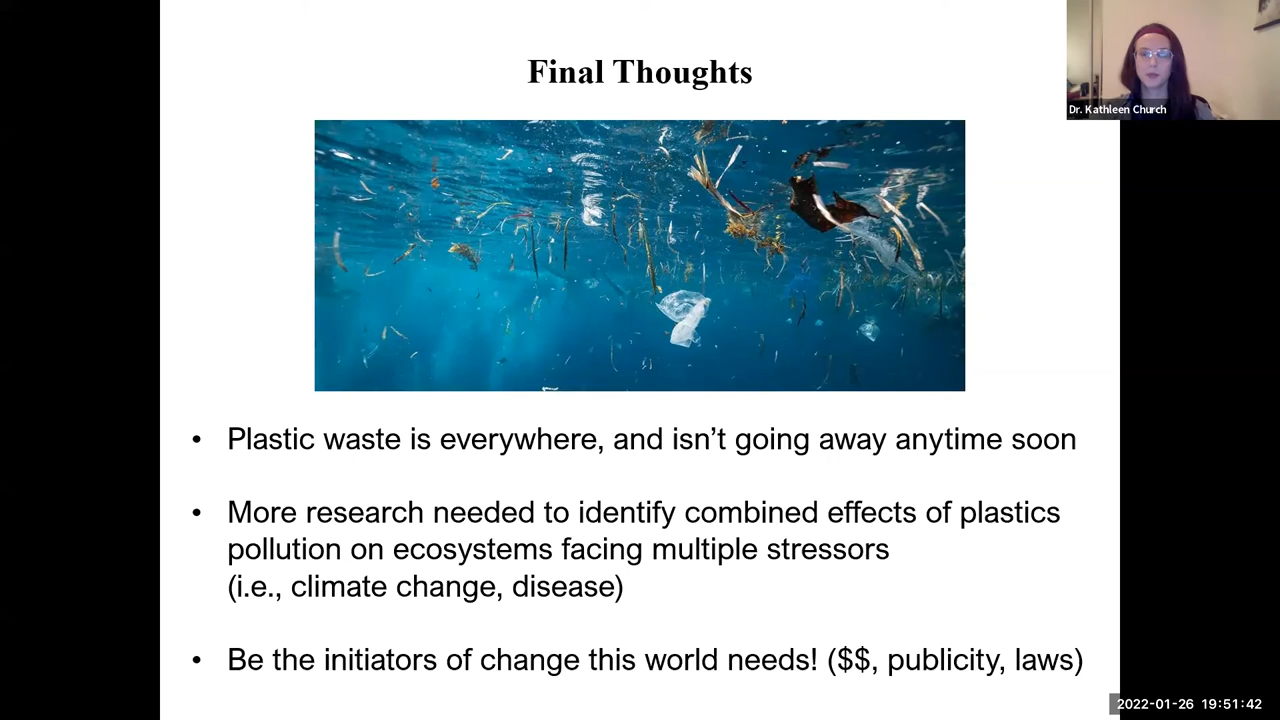 Final Thoughts
Dr. Kathleen Church
• Plastic waste is everywhere, and isn’t going away anytime soon
• More research needed to identify combined effects of plastics
pollution on ecosystems facing multiple stressors
(i.e., climate change, disease)
• Be the initiators of change this world needs! ($$, publicity, laws)
2022-01-26 19:51:42